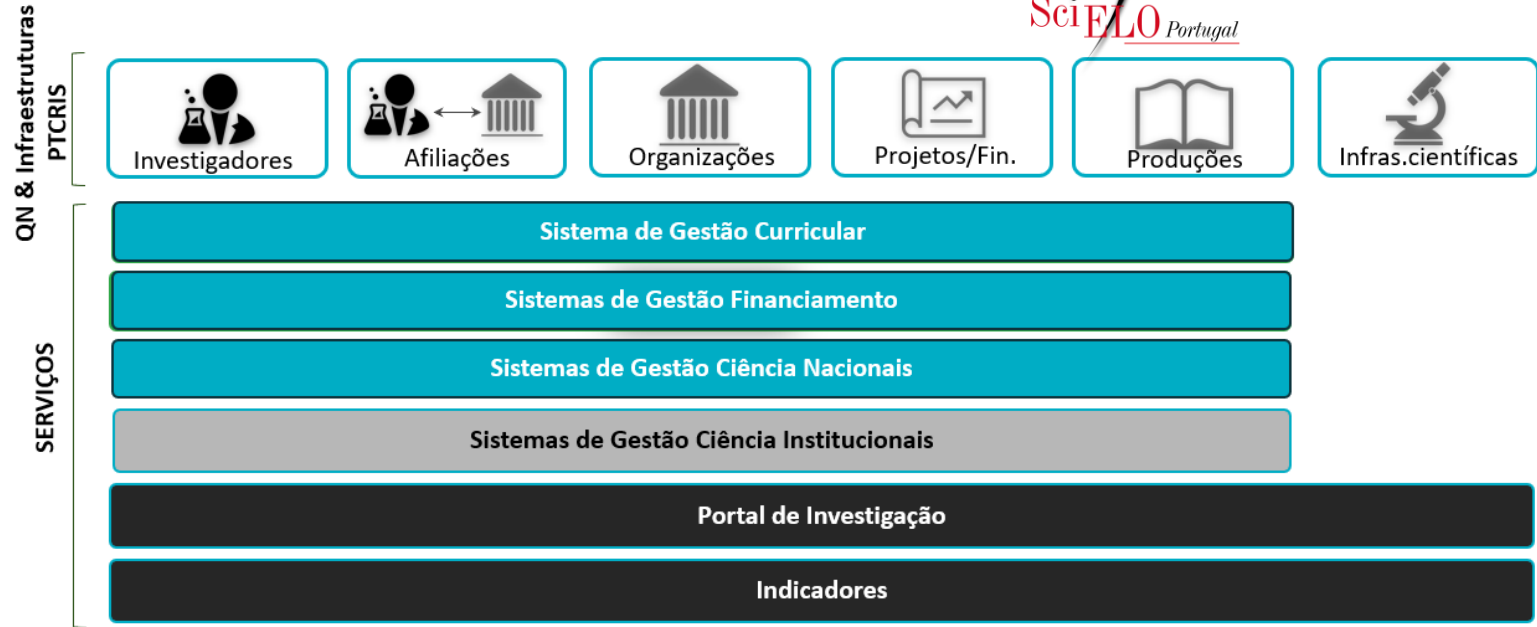 SciELO Portugal
QN & Infraestruturas
PTCRIS
Investigadores
Afiliações
Organizações
Projetos/Fin.
Produções
Infras.científicas
SERVIÇOS
Sistema de Gestão Curricular
Sistemas de Gestão Financiamento
Sistemas de Gestão Ciência Nacionais
Sistemas de Gestão Ciência Institucionais
Portal de Investigação
Indicadores